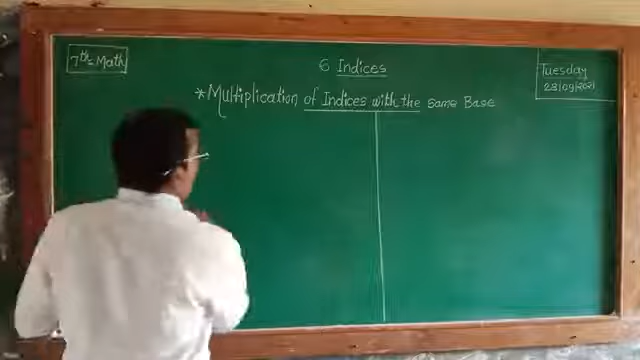 7th Math
6 Indices
Tuesday
28/09/2021
*Multiplication of Indices with the same Base